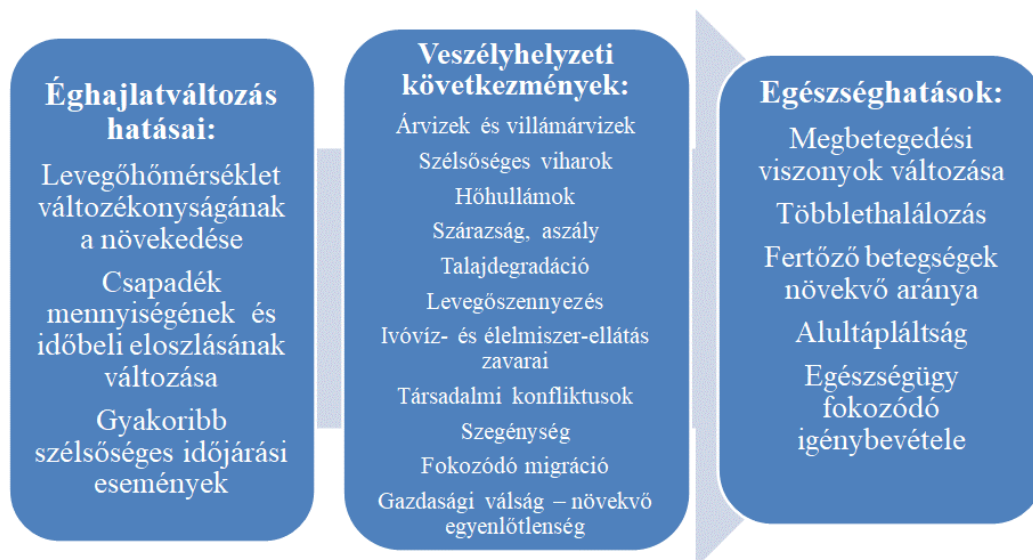 Éghajlatváltozás
hatásai:
Levegőhőmérséklet
változékonyságának
a növekedése
Csapadék
mennyiségének és
időbeli eloszlásának
változása
Gyakoribb
szélsőséges időjárási
események
Veszélyhelyzeti
következmények:
Árvizek és villámárvizek
Szélsőséges viharok
Hőhullámok
Szárazság, aszály
Talajdegradáció
Levegőszennyezés
Ivóvíz- és élelmiszer-ellátás
zavarai
Társadalmi konfliktusok
Szegénység
Fokozódó migráció
Gazdasági válság – növekvő
egyenlőtlenség
Egészséghatások:
Megbetegedési
viszonyok változása
Többlethalálozás
Fertőző betegségek
növekvő aránya
Alultápláltság
Egészségügy
fokozódó
igénybevétele